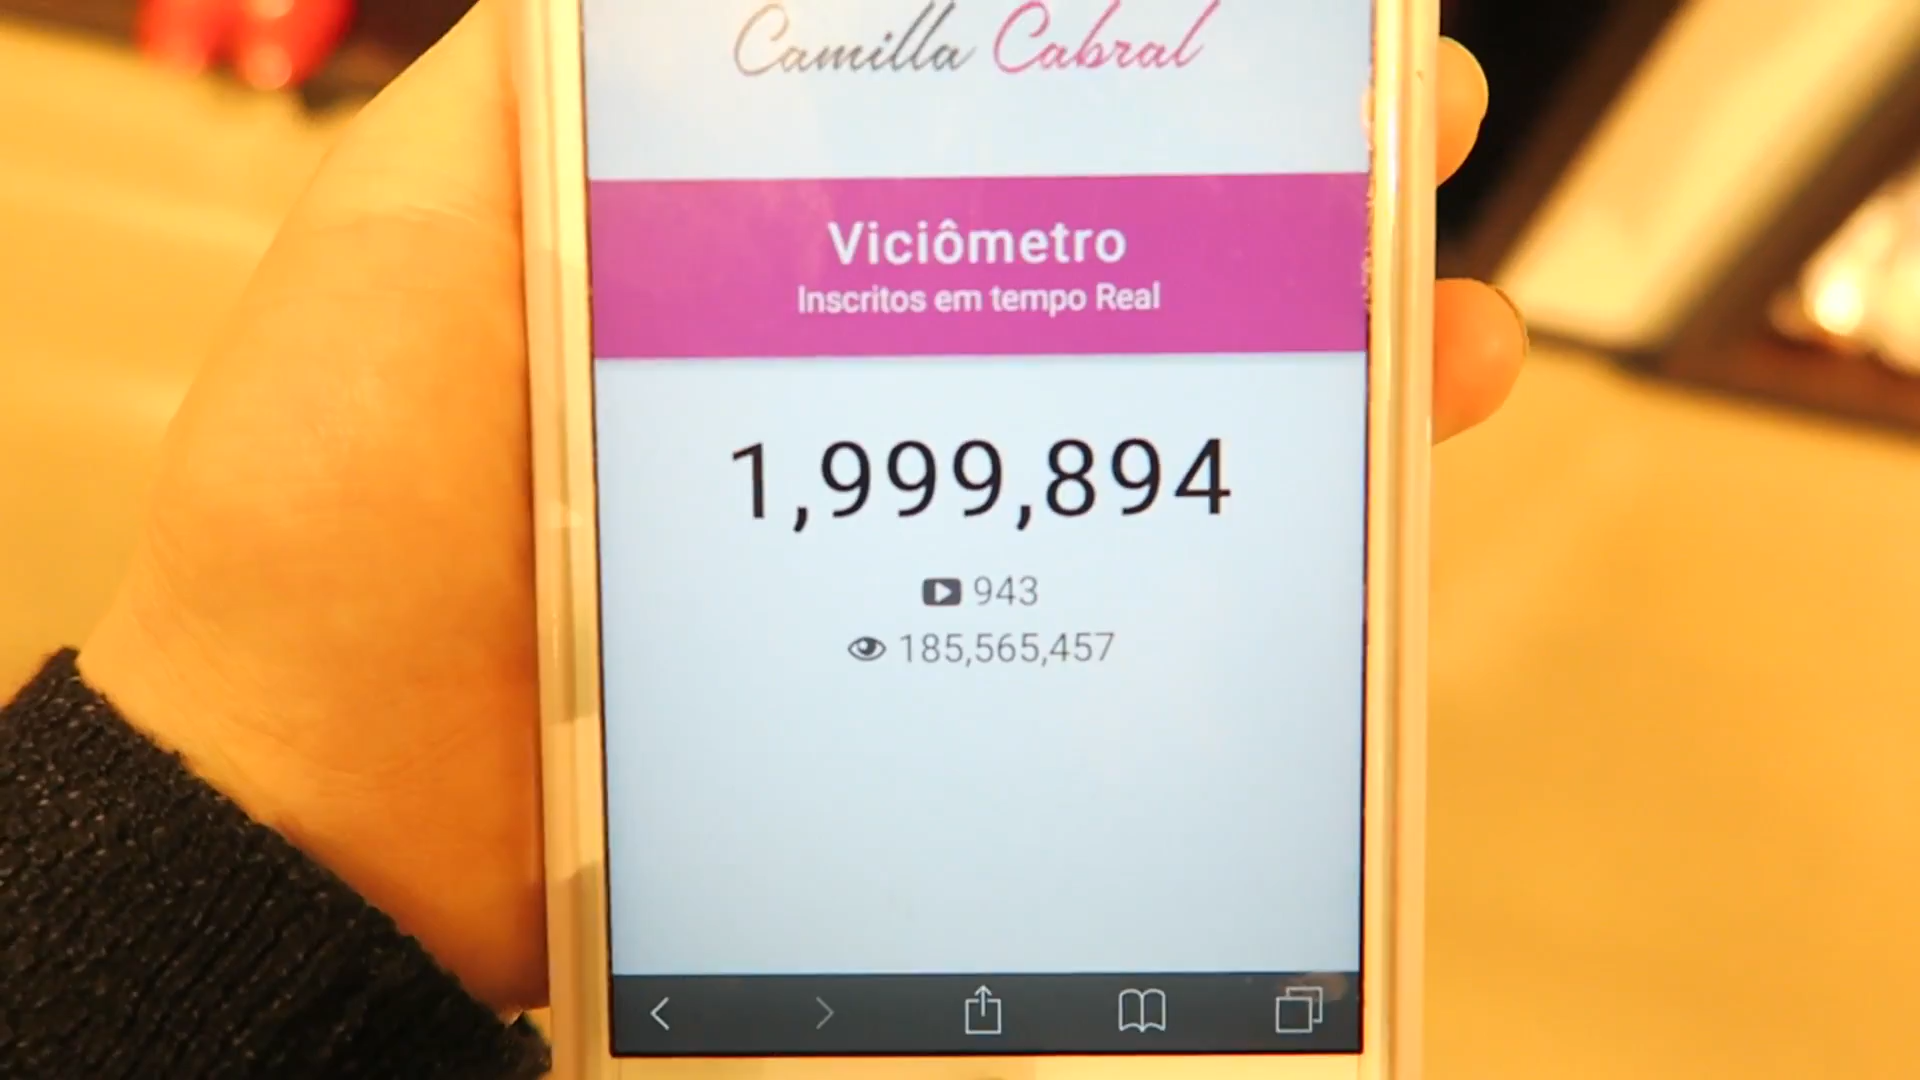 Camilla Cabral
Viciômetro
Inscritos em tempo Real
1,999,894
943
185,565,457